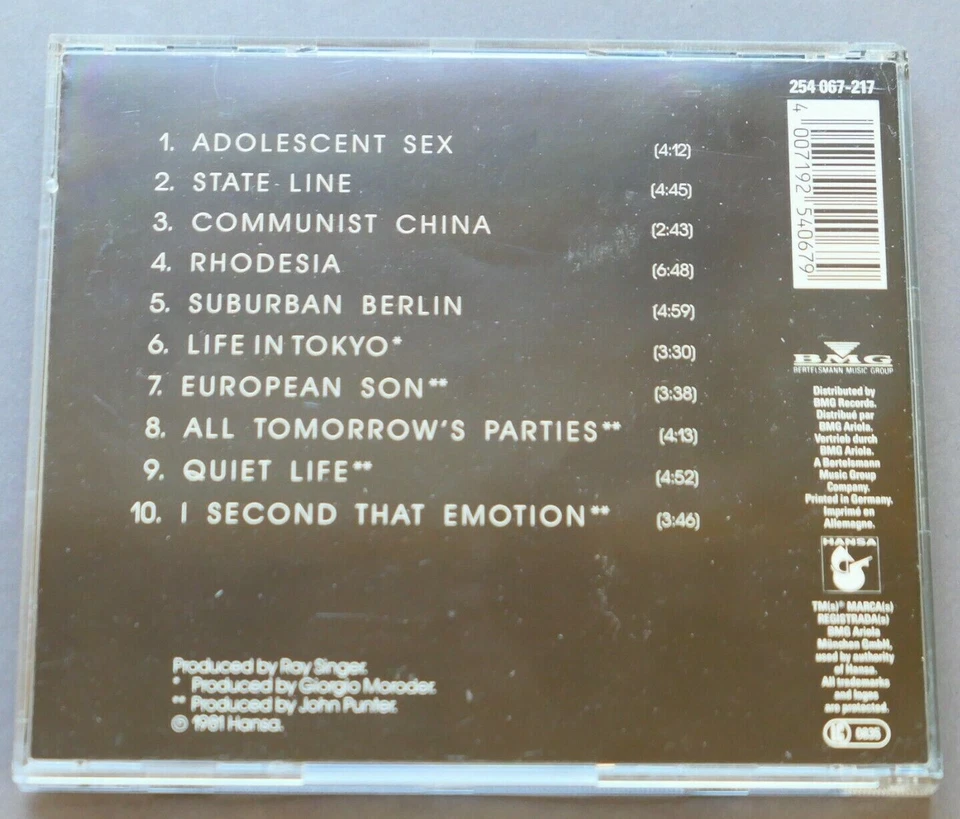 254 067-217
4 007192 540679
1. ADOLESCENT SEX (4:12)
2. STATE LINE (4:45)
3. COMMUNIST CHINA (2:43)
4. RHODESIA (6:48)
5. SUBURBAN BERLIN (4:59)
6. LIFE IN TOKYO* (3:30)
7. EUROPEAN SON** (3:38)
8. ALL TOMORROW'S PARTIES** (4:13)
9. QUIET LIFE** (4:52)
10. I SECOND THAT EMOTION** (3:46)
Produced by Ray Singer.
* Produced by Giorgio Moroder.
** Produced by John Punter.
℗ 1981 Hansa.
BMG
BERTELSMANN MUSIC GROUP
Distributed by
BMG Records.
Distribué par
BMG Ariola.
Vertrieb durch
BMG Ariola.
A Bertelsmann
Music Group
Company.
Printed in Germany.
Imprimé en
Allemagne.
HANSA
TM(s)® MARCA(s)
REGISTRADA(s)
BMG Ariola
München GmbH,
used by authority
of Hansa.
All trademarks
and logos
are protected.
LC 0835